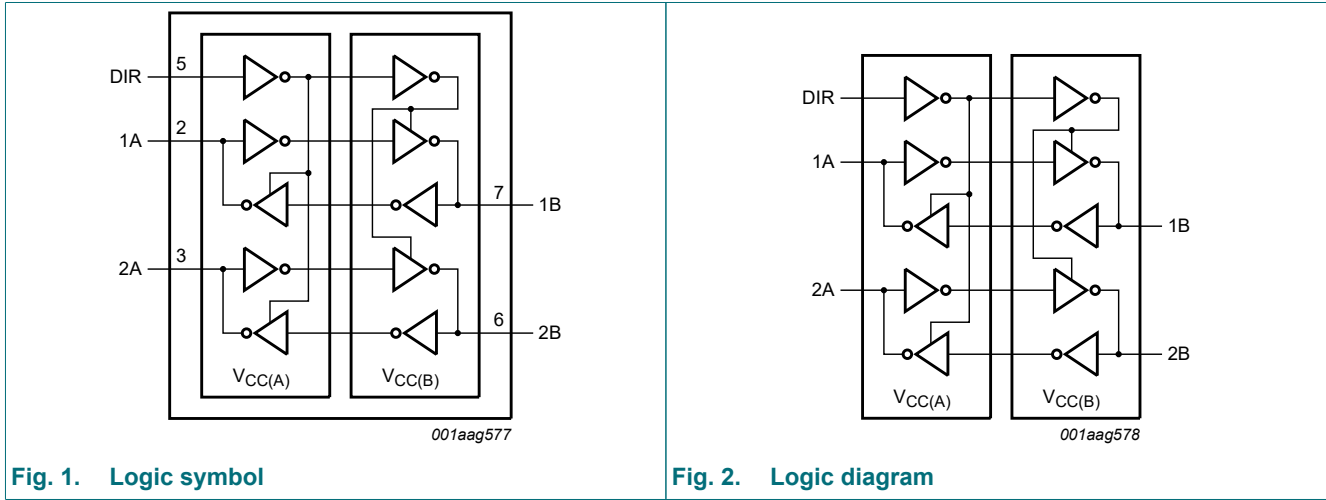 DIR
5
1A
2
7
1B
2A
3
6
2B
VCC(A)
VCC(B)
001aag577
Fig. 1. Logic symbol
DIR
1A
1B
2A
2B
VCC(A)
VCC(B)
001aag578
Fig. 2. Logic diagram